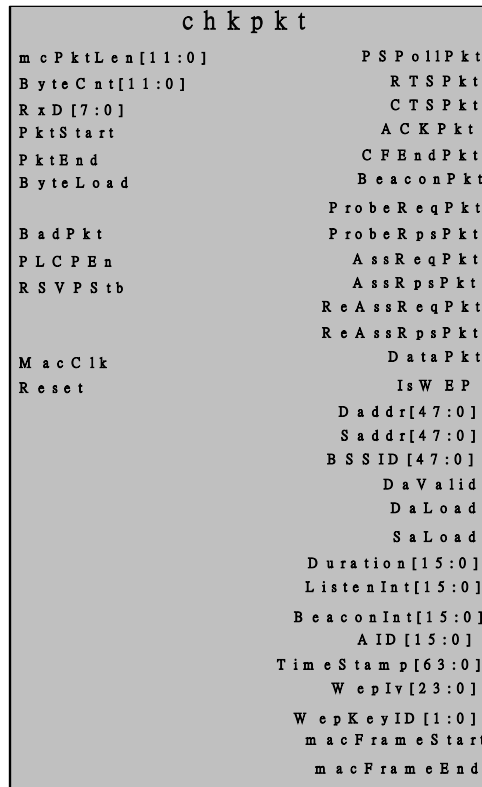 chkpkt
mcPktLen[11:0]
ByteCnt[11:0]
RxD[7:0]
PktStart
PktEnd
ByteLoad
BadPkt
PLCPEn
RSVPStb
MacClk
Reset
PSPollPkt
RTSPkt
CTSPkt
ACKPkt
CFEndPkt
BeaconPkt
ProbeReqPkt
ProbeRpsPkt
AssReqPkt
AssRpsPkt
ReAssReqPkt
ReAssRpsPkt
DataPkt
IsWEP
Daddr[47:0]
Saddr[47:0]
BSSID[47:0]
DaValid
DaLoad
SaLoad
Duration[15:0]
ListenInt[15:0]
BeaconInt[15:0]
AID[15:0]
TimeStamp[63:0]
WepIv[23:0]
WepKeyID[1:0]
macFrameStart
macFrameEnd